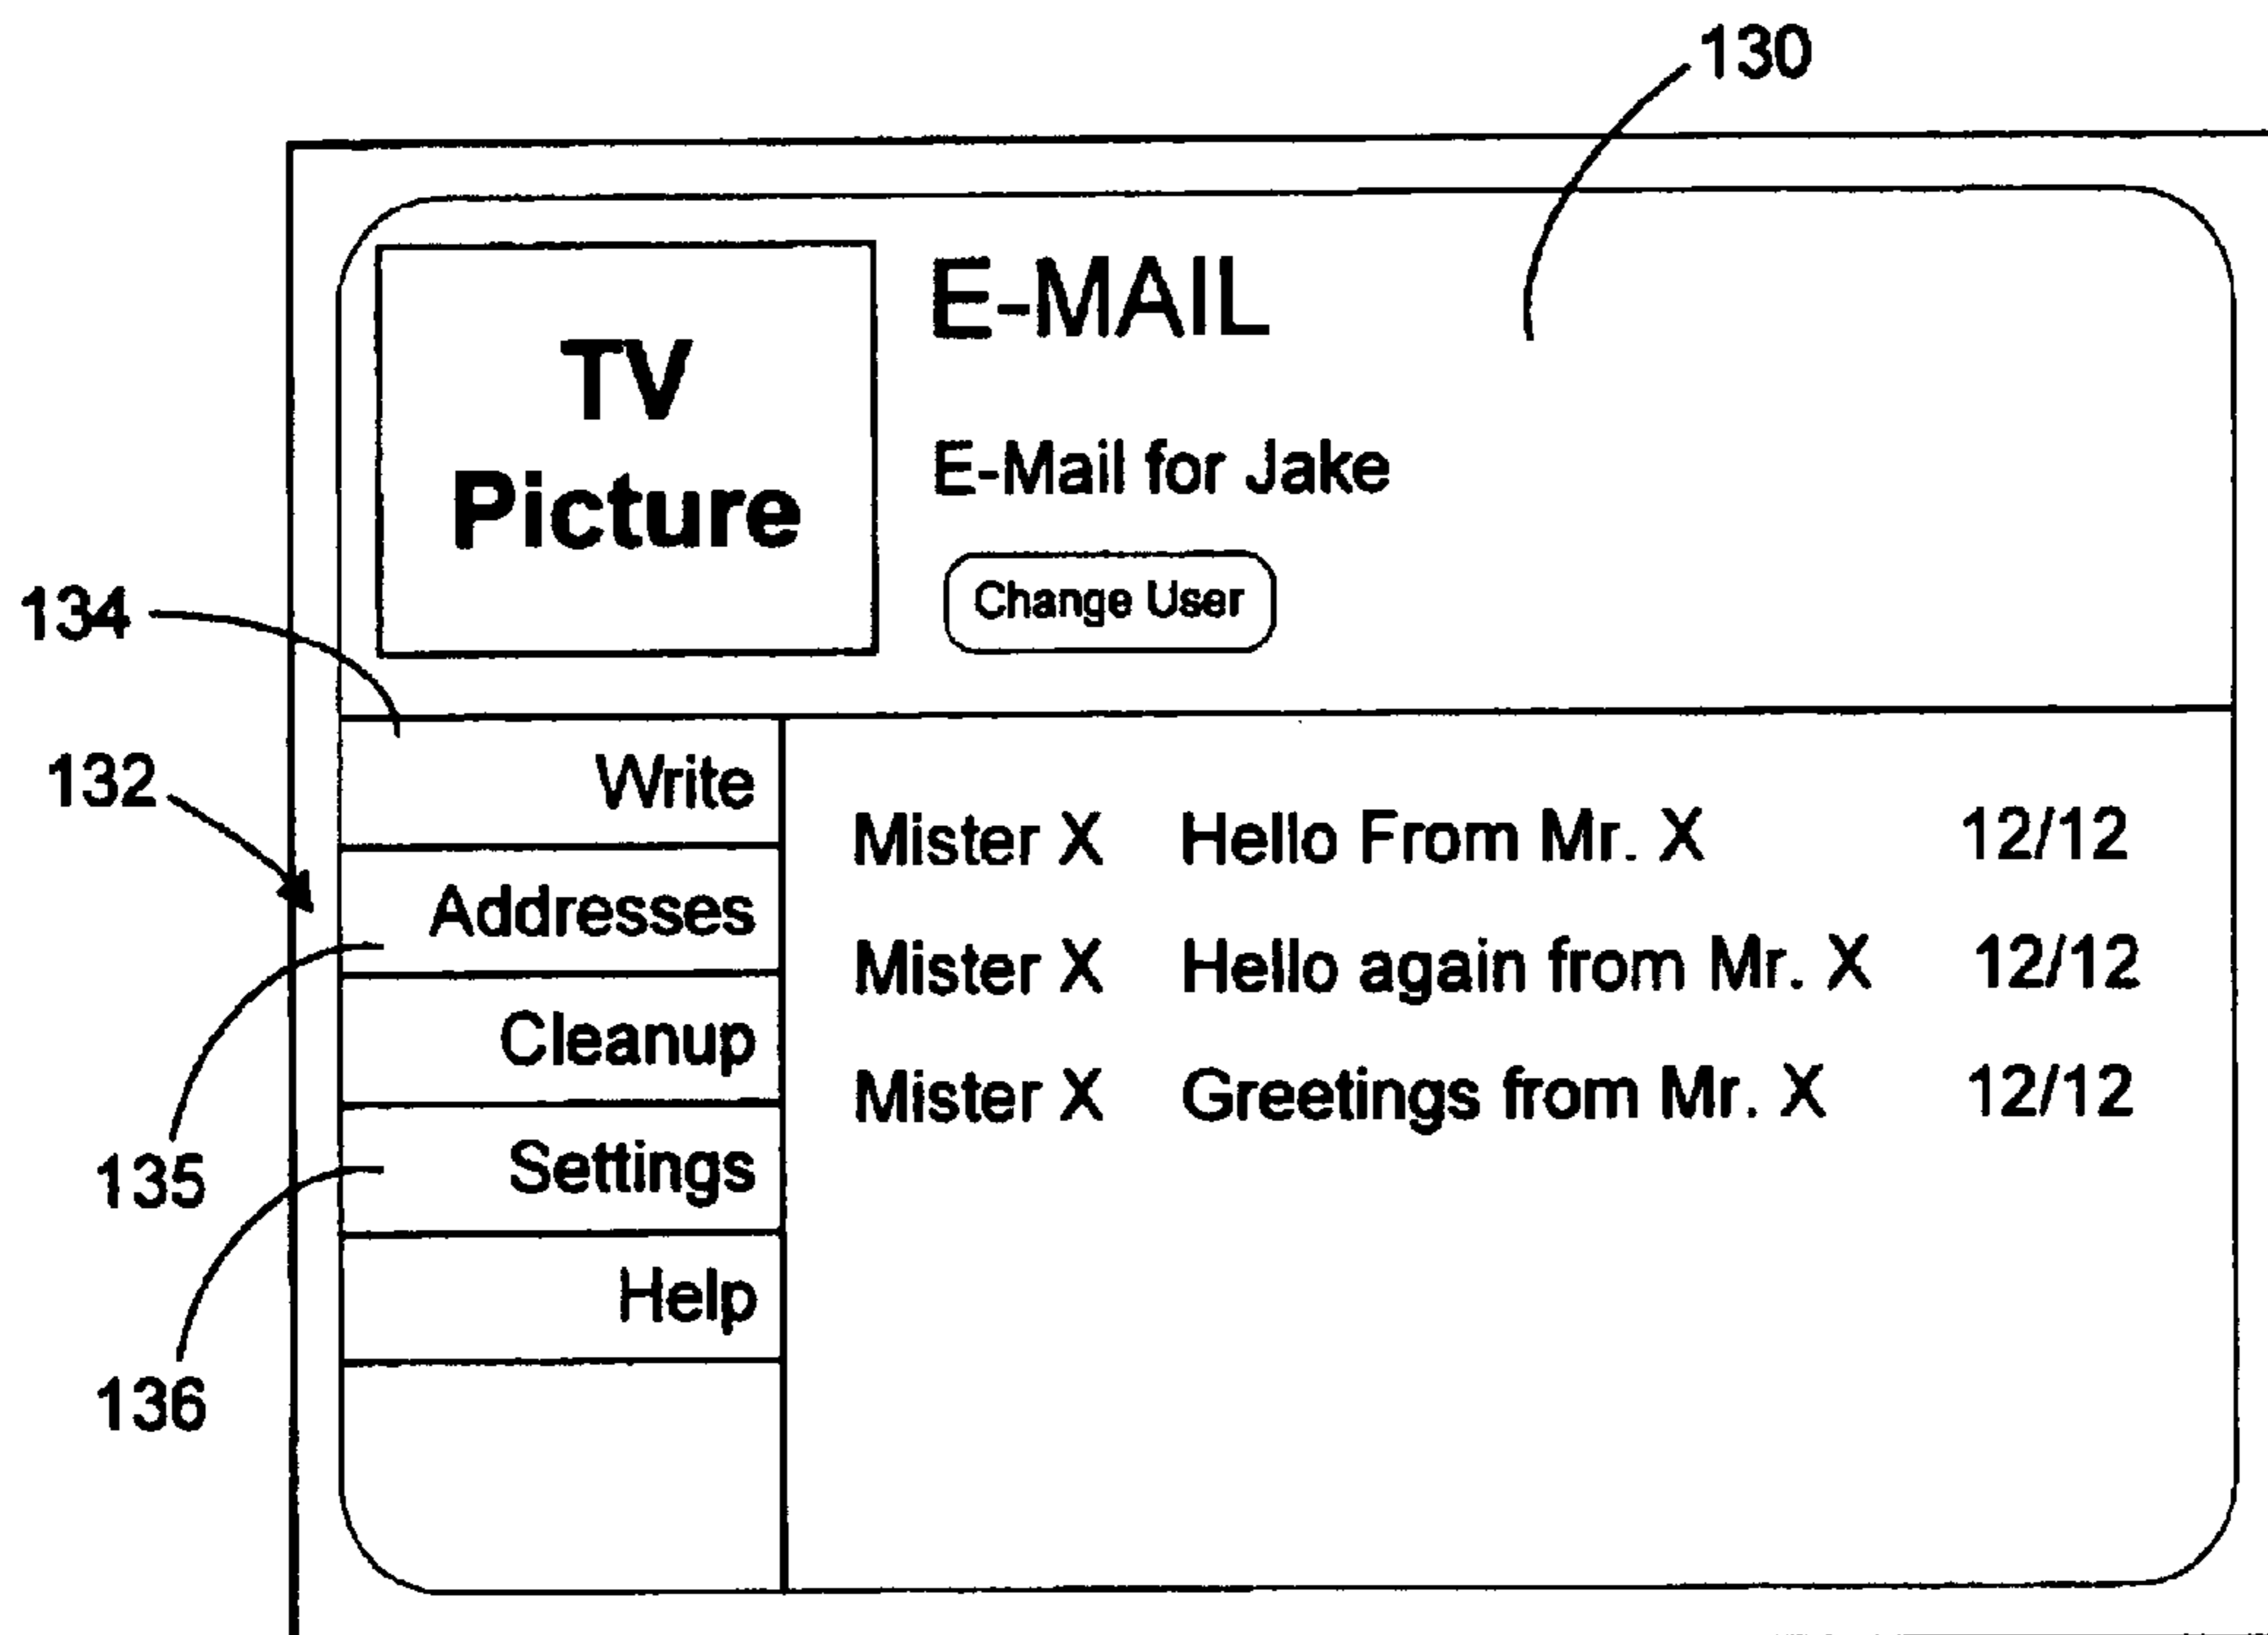 130
TV
Picture
E-MAIL
E-Mail for Jake
Change User
134
132
135
136
Write
Addresses
Cleanup
Settings
Help
Mister X Hello From Mr. X 12/12
Mister X Hello again from Mr. X 12/12
Mister X Greetings from Mr. X 12/12